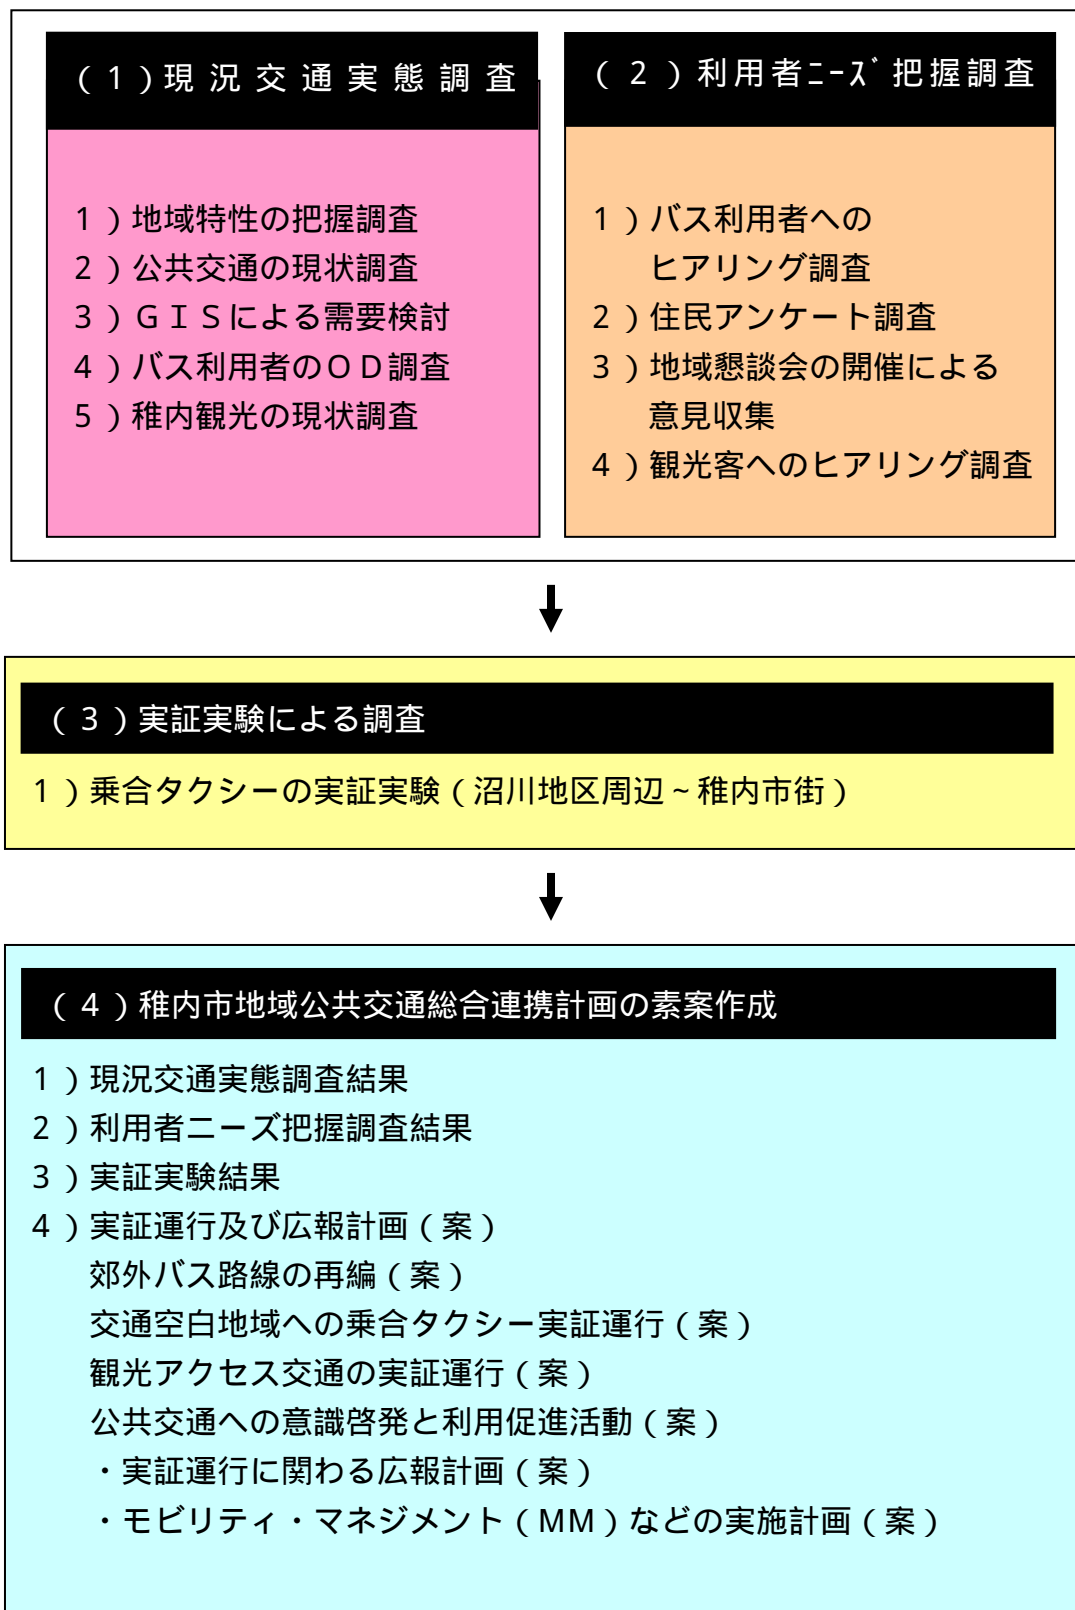 (1)現況交通実態調査
1)地域特性の把握調査
2)公共交通の現状調査
3)GISによる需要検討
4)バス利用者のOD調査
5)稚内観光の現状調査
(2)利用者ニーズ把握調査
1)バス利用者への
ヒアリング調査
2)住民アンケート調査
3)地域懇談会の開催による
意見収集
4)観光客へのヒアリング調査
(3)実証実験による調査
1)乗合タクシーの実証実験(沼川地区周辺~稚内市街)
(4)稚内市地域公共交通総合連携計画の素案作成
1)現況交通実態調査結果
2)利用者ニーズ把握調査結果
3)実証実験結果
4)実証運行及び広報計画(案)
郊外バス路線の再編(案)
交通空白地域への乗合タクシー実証運行(案)
観光アクセス交通の実証運行(案)
公共交通への意識啓発と利用促進活動(案)
・実証運行に関わる広報計画(案)
・モビリティ・マネジメント(MM)などの実施計画(案)